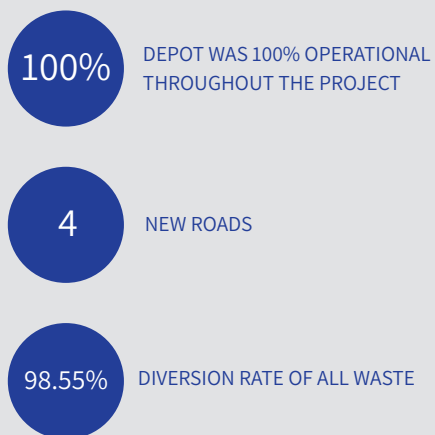 100%
DEPOT WAS 100% OPERATIONAL
THROUGHOUT THE PROJECT
4
NEW ROADS
98.55%
DIVERSION RATE OF ALL WASTE